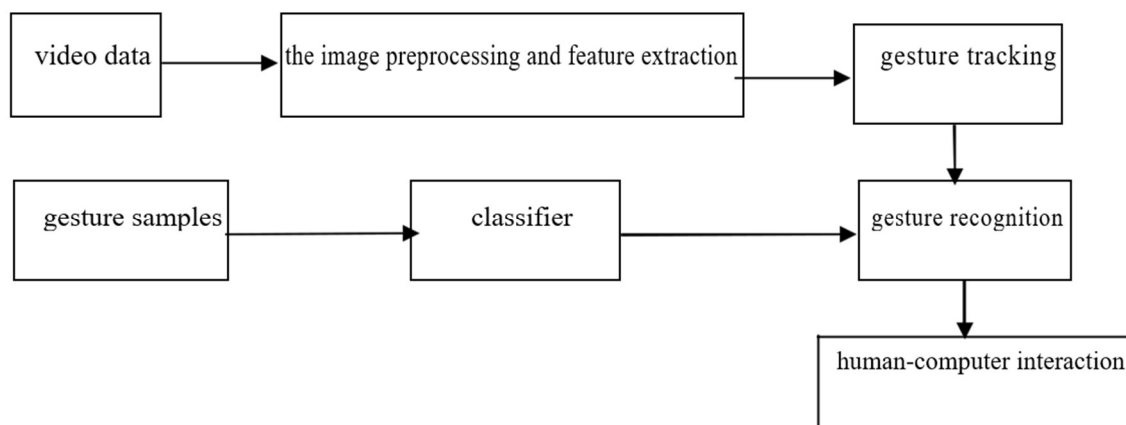 video data
the image preprocessing and feature extraction
gesture tracking
gesture samples
classifier
gesture recognition
human-computer interaction